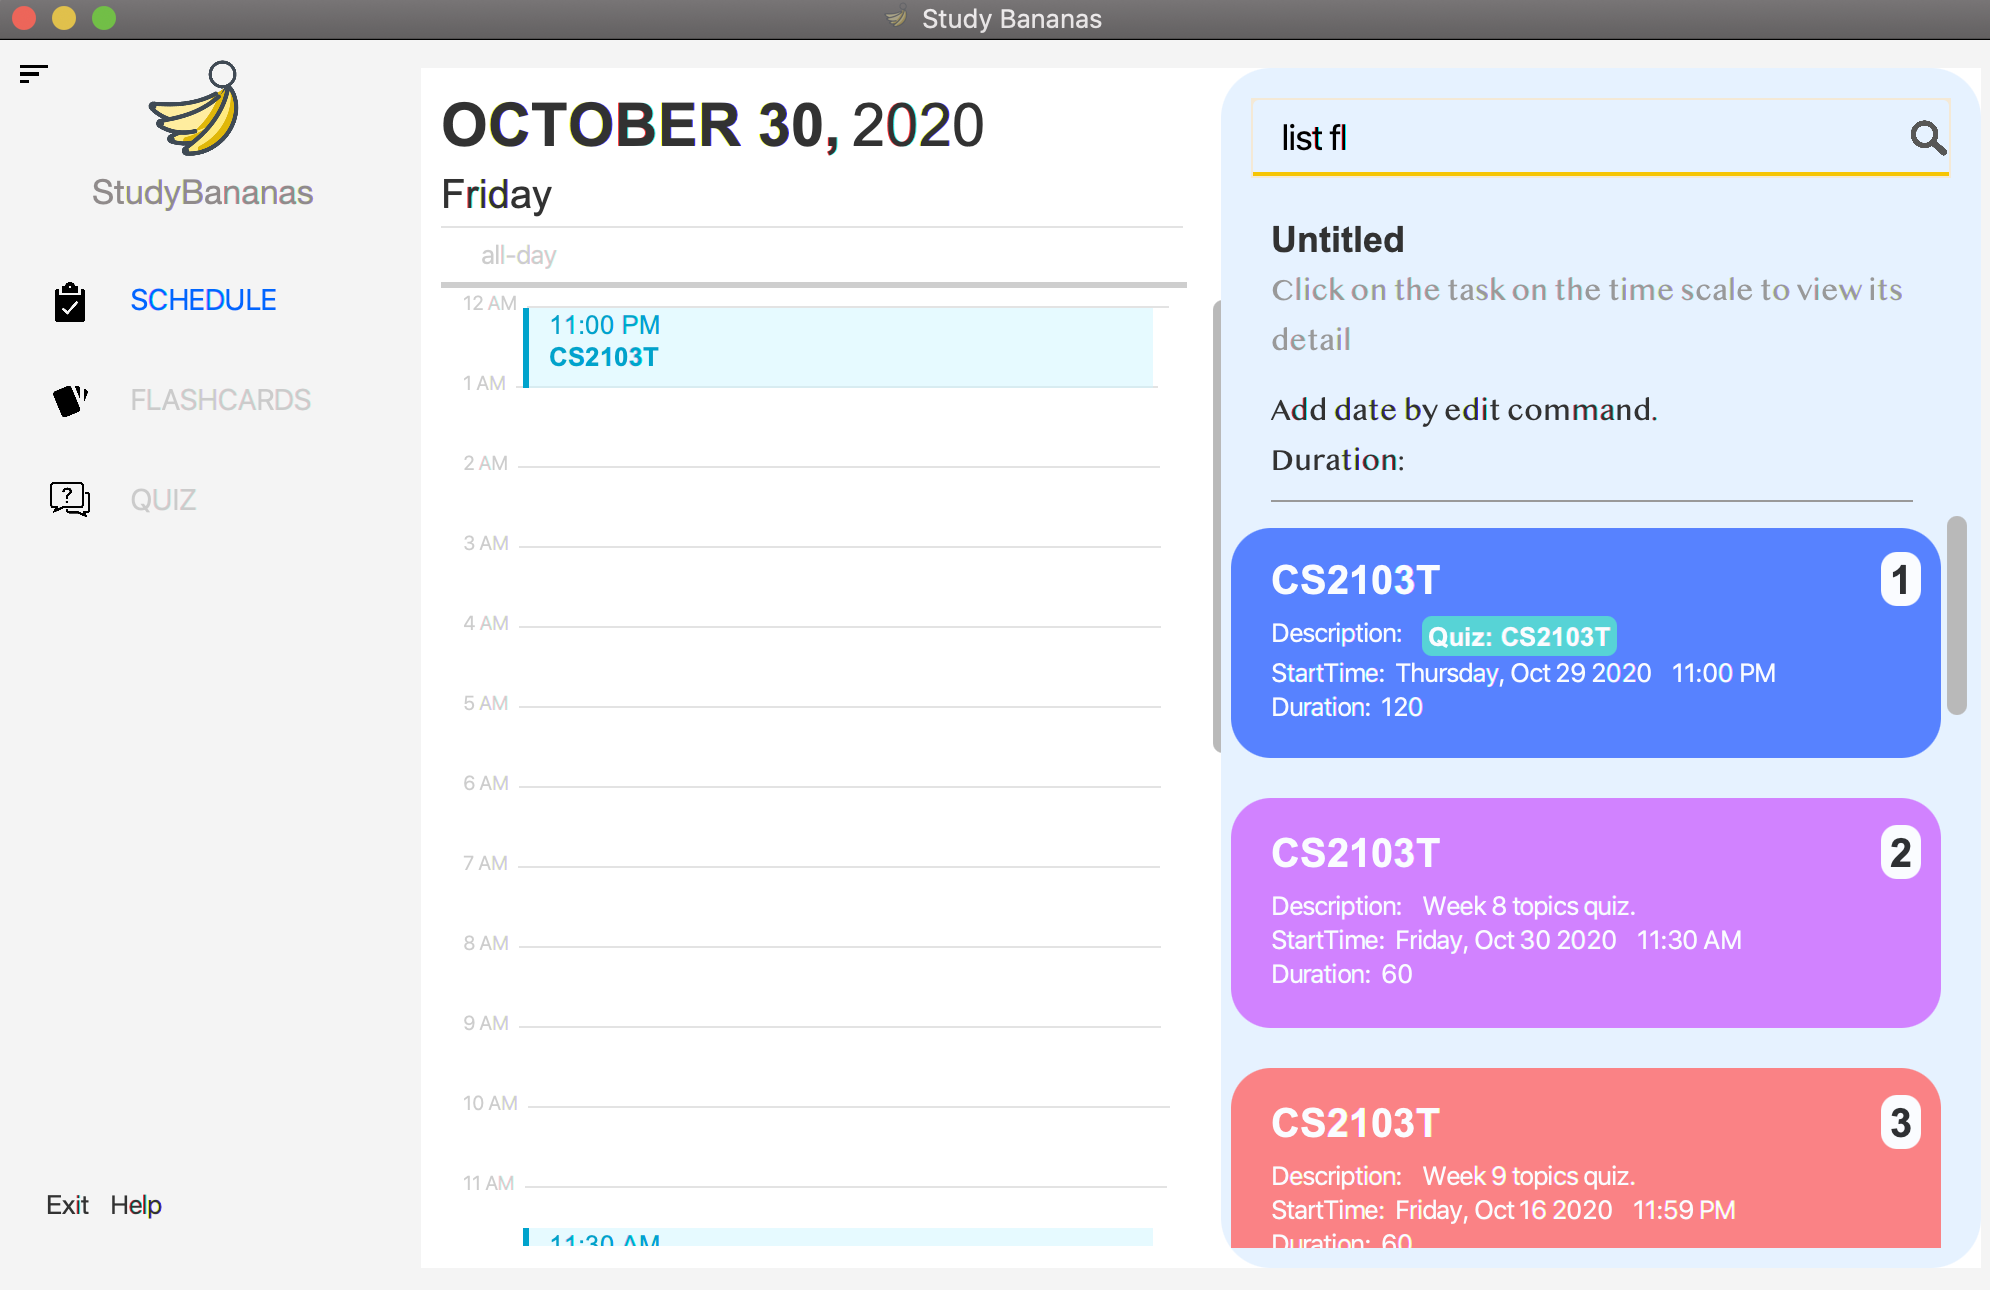 Study Bananas
StudyBananas
SCHEDULE
FLASHCARDS
QUIZ
Exit Help
OCTOBER 30, 2020
Friday
all-day
12 AM
11:00 PM
CS2103T
1 AM
2 AM
3 AM
4 AM
5 AM
6 AM
7 AM
8 AM
9 AM
10 AM
11 AM
11:30 AM
list fl
Untitled
Click on the task on the time scale to view its
detail
Add date by edit command.
Duration:
CS2103T 1
Description: Quiz: CS2103T
StartTime: Thursday, Oct 29 2020 11:00 PM
Duration: 120
CS2103T 2
Description: Week 8 topics quiz.
StartTime: Friday, Oct 30 2020 11:30 AM
Duration: 60
CS2103T 3
Description: Week 9 topics quiz.
StartTime: Friday, Oct 16 2020 11:59 PM
Duration: 60